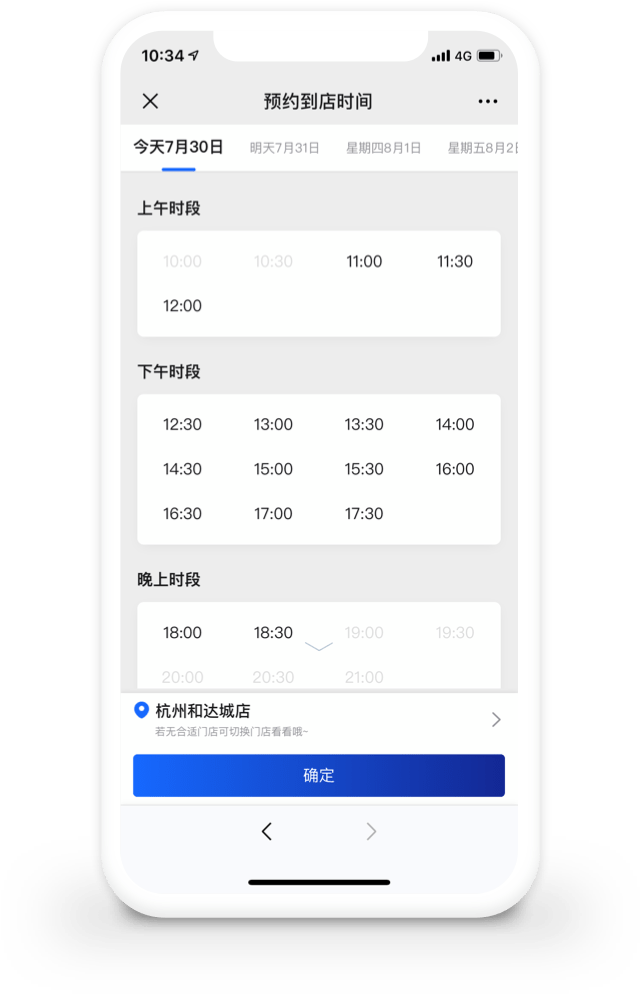 10:34 4G
预约到店时间
今天7月30日 明天7月31日 星期四8月1日 星期五8月2日
上午时段
10:00 10:30 11:00 11:30
12:00
下午时段
12:30 13:00 13:30 14:00
14:30 15:00 15:30 16:00
16:30 17:00 17:30
晚上时段
18:00 18:30 19:00 19:30
20:00 20:30 21:00
杭州和达城店
若无合适门店可切换门店看看哦~
确定